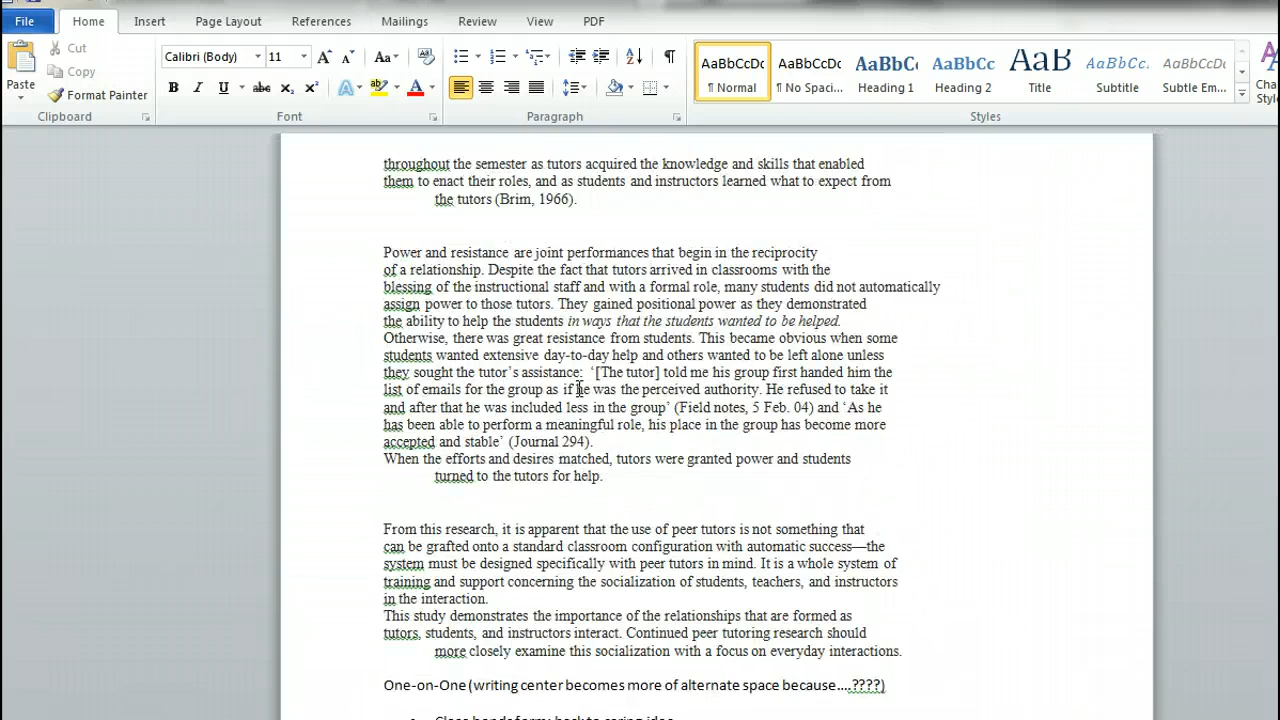 File Home Insert Page Layout References Mailings Review View PDF
Cut
Copy
Paste
Format Painter
Calibri (Body) 11
AaBbCcDc AaBbCcDc AaBbC AaBbCc AaB AaBbCc. AaBbCcDc
¶ Normal ¶ No Spaci... Heading 1 Heading 2 Title Subtitle Subtle Em...
Clipboard Font Paragraph Styles
throughout the semester as tutors acquired the knowledge and skills that enabled
them to enact their roles, and as students and instructors learned what to expect from
the tutors (Brim, 1966).
Power and resistance are joint performances that begin in the reciprocity
of a relationship. Despite the fact that tutors arrived in classrooms with the
blessing of the instructional staff and with a formal role, many students did not automatically
assign power to those tutors. They gained positional power as they demonstrated
the ability to help the students in ways that the students wanted to be helped.
Otherwise, there was great resistance from students. This became obvious when some
students wanted extensive day-to-day help and others wanted to be left alone unless
they sought the tutor’s assistance: ‘[The tutor] told me his group first handed him the
list of emails for the group as if he was the perceived authority. He refused to take it
and after that he was included less in the group’ (Field notes, 5 Feb. 04) and ‘As he
has been able to perform a meaningful role, his place in the group has become more
accepted and stable’ (Journal 294).
When the efforts and desires matched, tutors were granted power and students
turned to the tutors for help.
From this research, it is apparent that the use of peer tutors is not something that
can be grafted onto a standard classroom configuration with automatic success—the
system must be designed specifically with peer tutors in mind. It is a whole system of
training and support concerning the socialization of students, teachers, and instructors
in the interaction.
This study demonstrates the importance of the relationships that are formed as
tutors, students, and instructors interact. Continued peer tutoring research should
more closely examine this socialization with a focus on everyday interactions.
One-on-One (writing center becomes more of alternate space because....????)